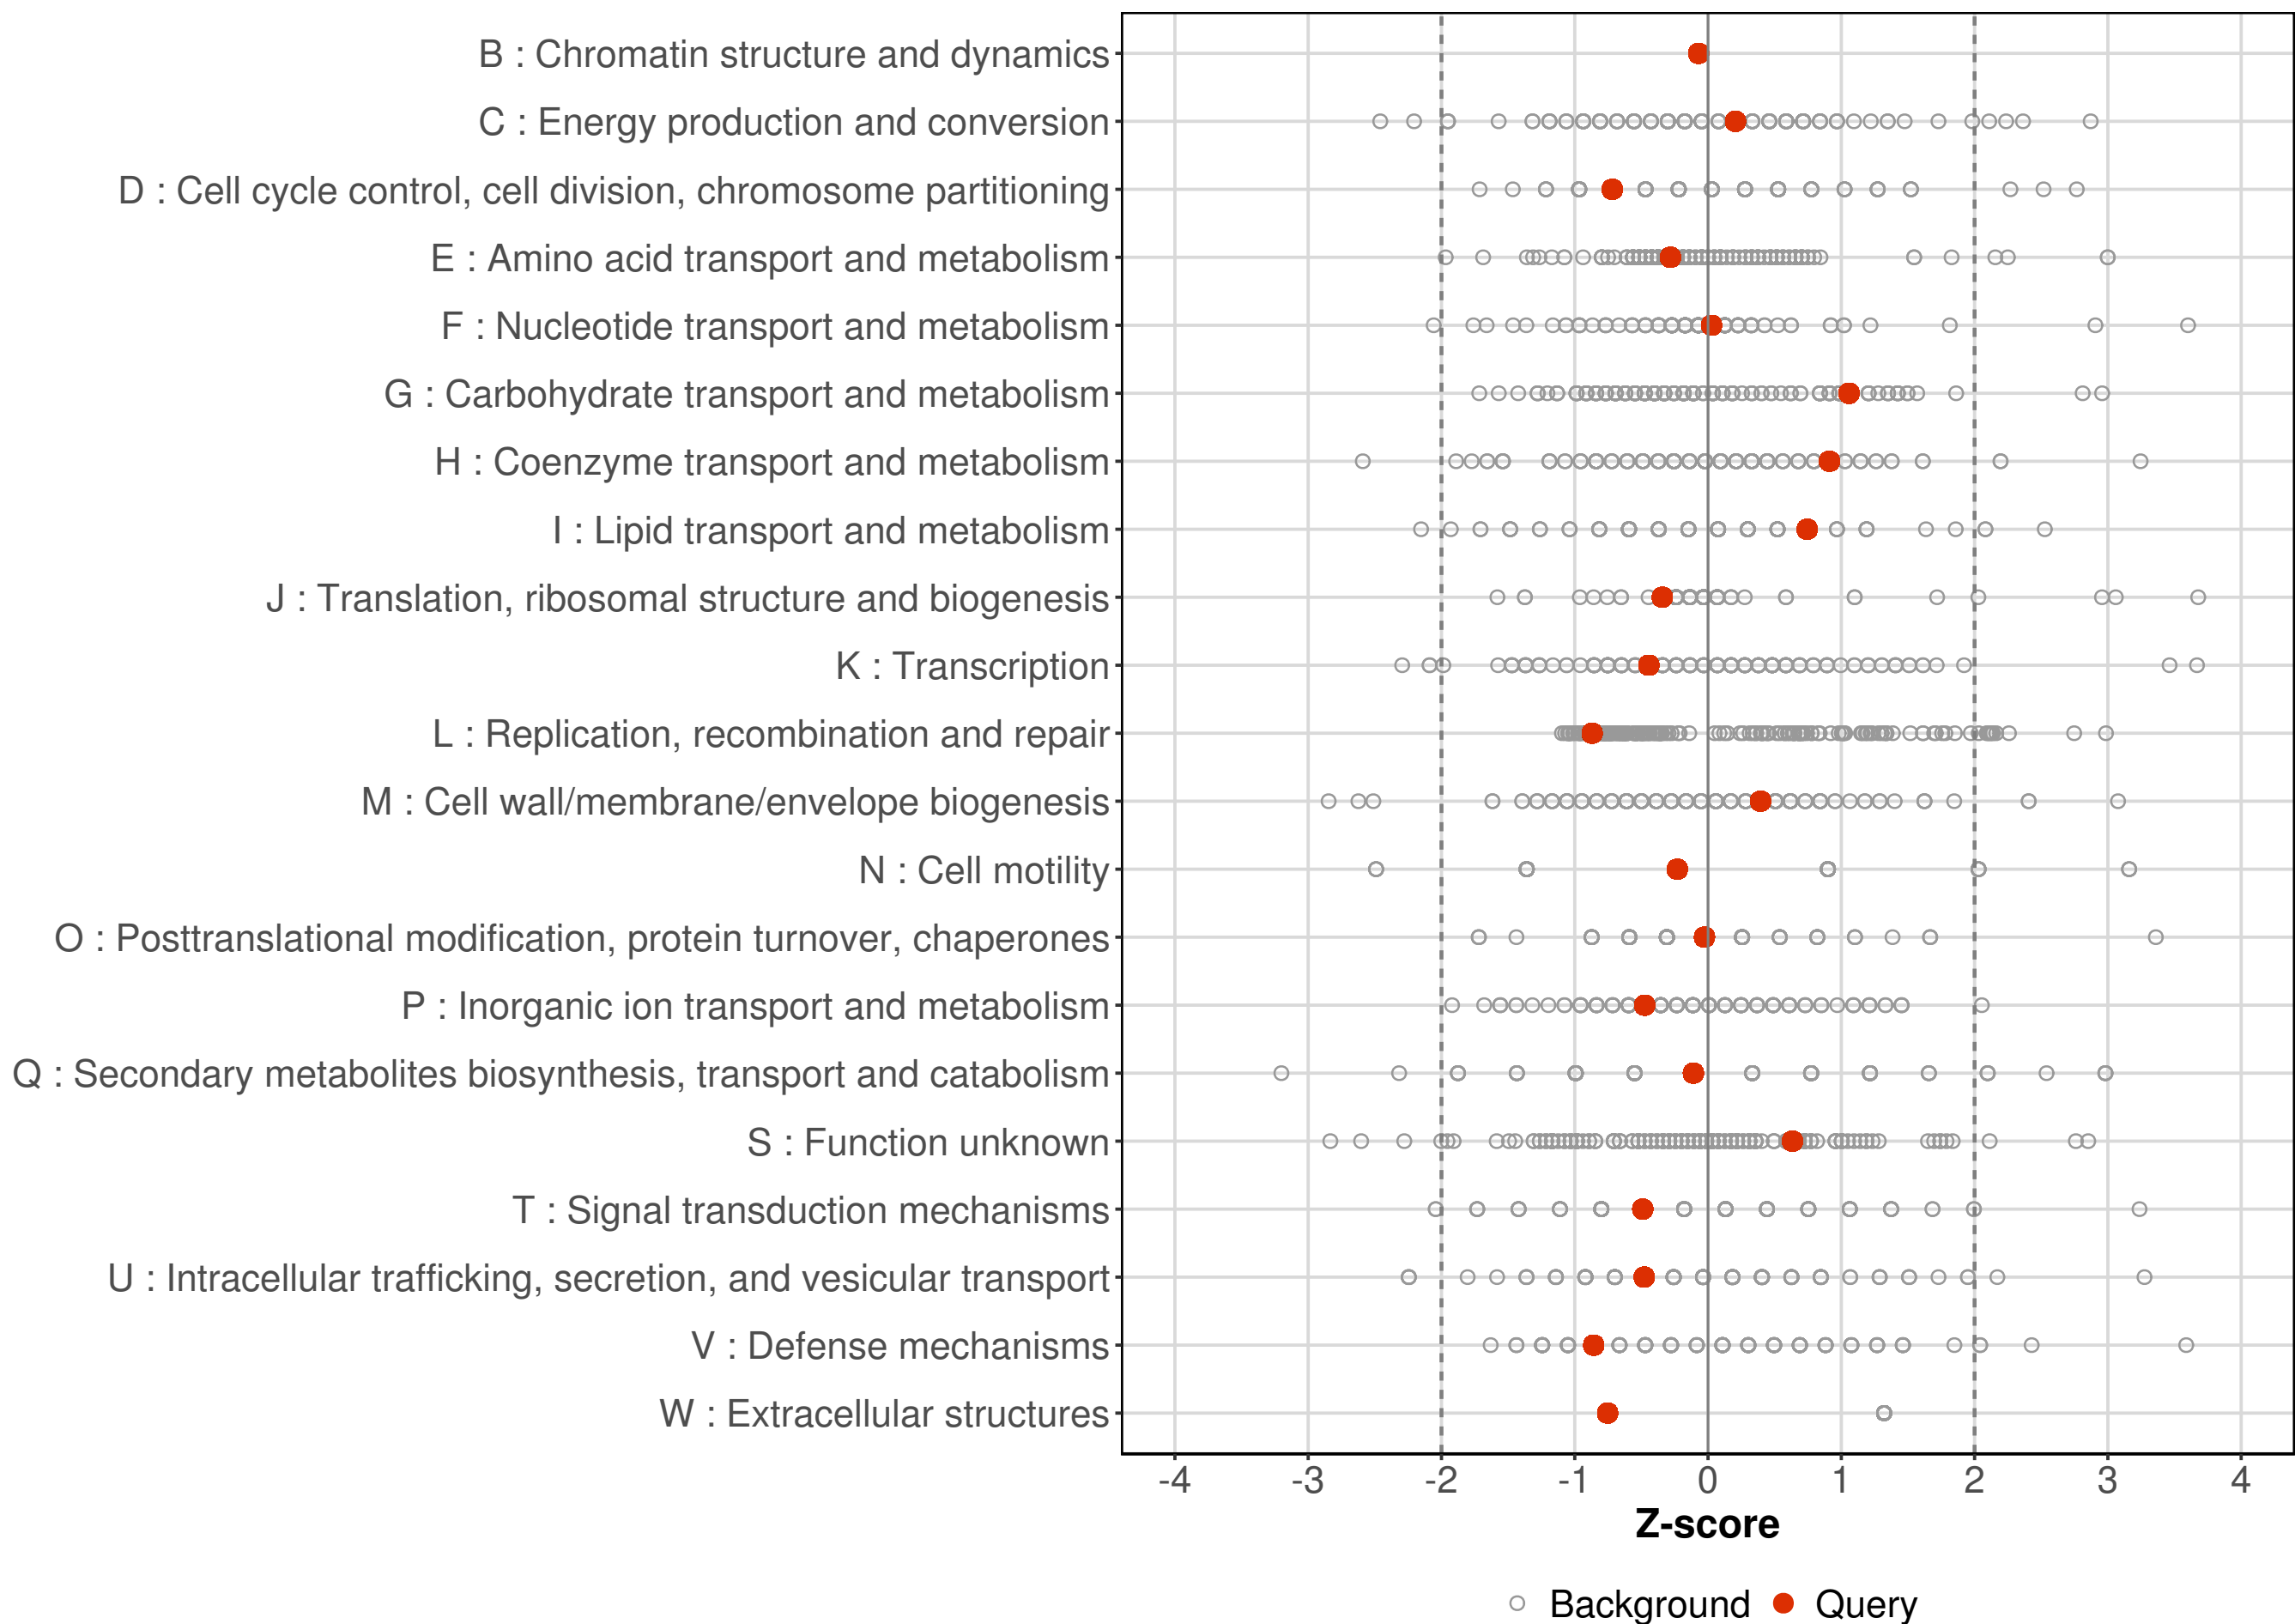 B : Chromatin structure and dynamics
C : Energy production and conversion
D : Cell cycle control, cell division, chromosome partitioning
E : Amino acid transport and metabolism
F : Nucleotide transport and metabolism
G : Carbohydrate transport and metabolism
H : Coenzyme transport and metabolism
I : Lipid transport and metabolism
J : Translation, ribosomal structure and biogenesis
K : Transcription
L : Replication, recombination and repair
M : Cell wall/membrane/envelope biogenesis
N : Cell motility
O : Posttranslational modification, protein turnover, chaperones
P : Inorganic ion transport and metabolism
Q : Secondary metabolites biosynthesis, transport and catabolism
S : Function unknown
T : Signal transduction mechanisms
U : Intracellular trafficking, secretion, and vesicular transport
V : Defense mechanisms
W : Extracellular structures
-4 -3 -2 -1 0 1 2 3 4
Z-score
Background Query